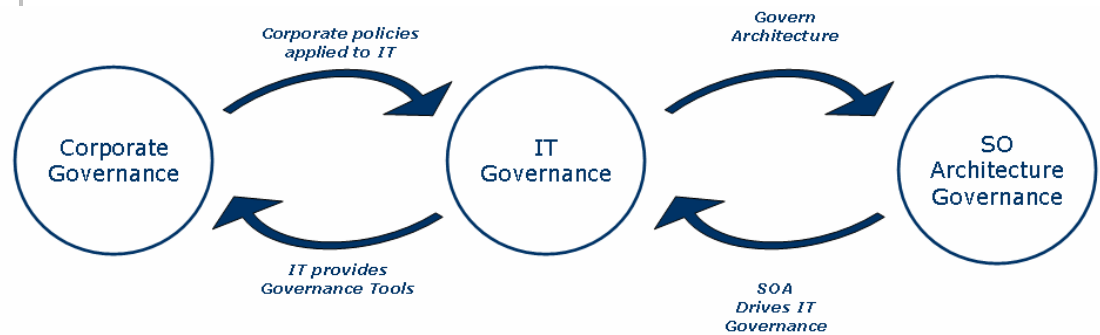 Corporate policies
applied to IT
Govern
Architecture
Corporate
Governance
IT
Governance
SO
Architecture
Governance
IT provides
Governance Tools
SOA
Drives IT
Governance